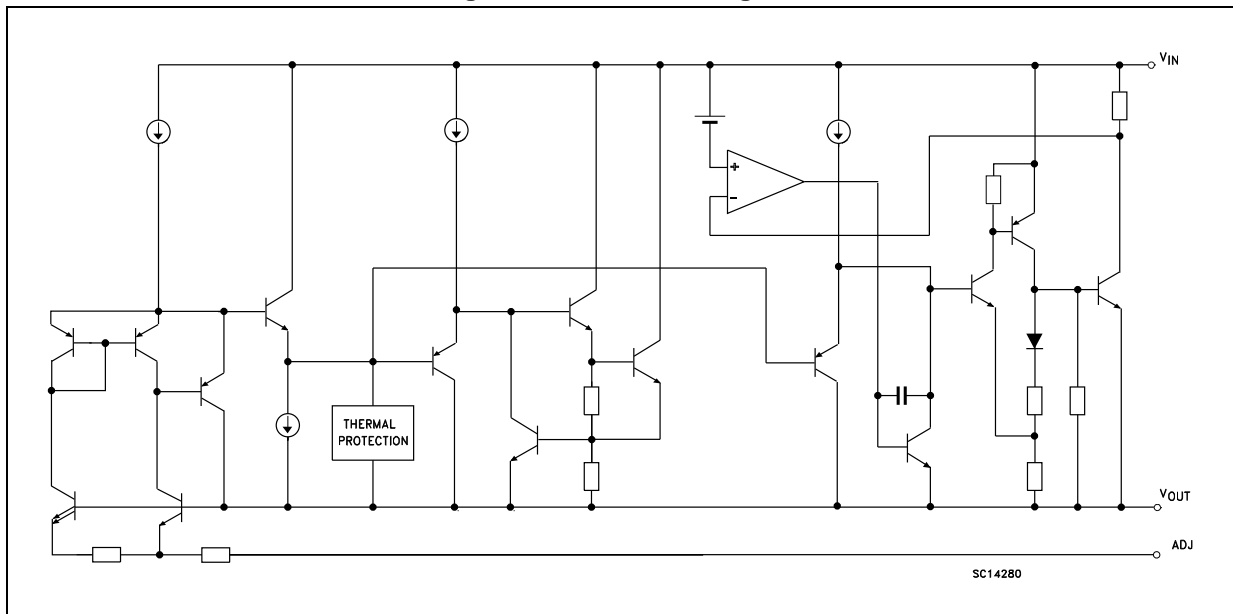 VIN
+
-
THERMAL
PROTECTION
VOUT
ADJ
SC14280